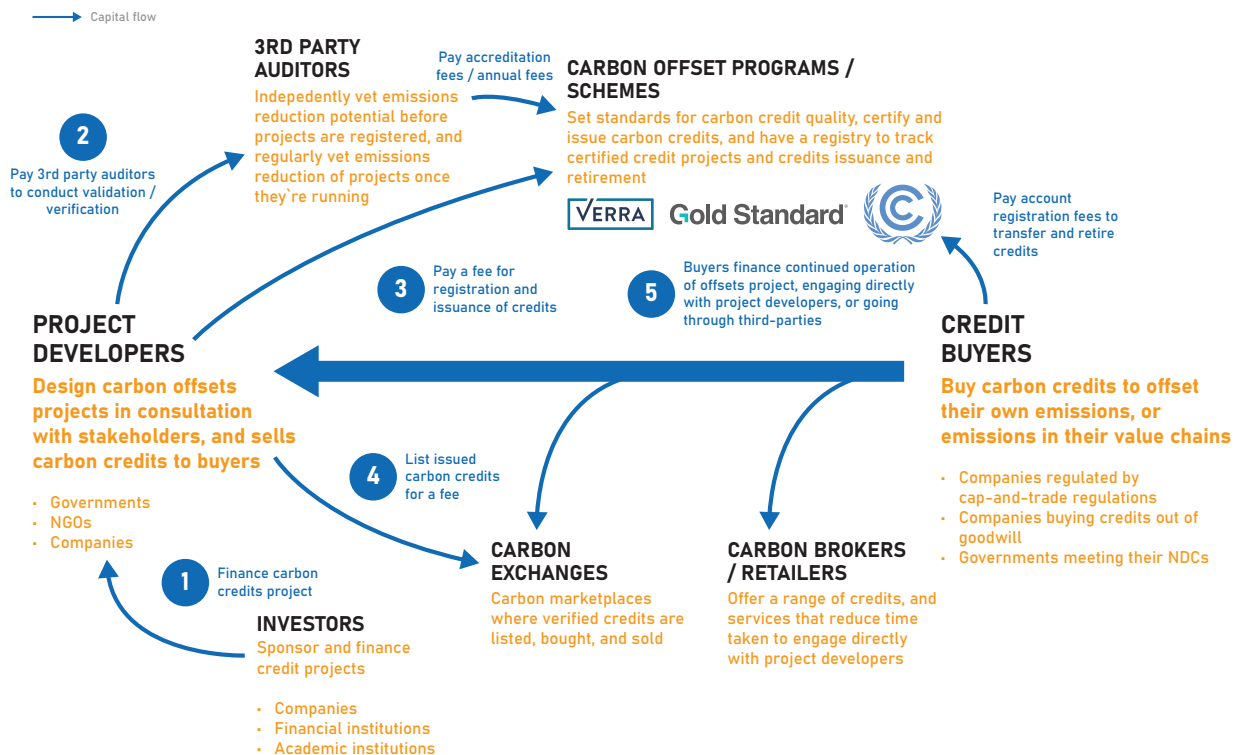 Capital flow
3RD PARTY
AUDITORS
Indepedently vet emissions
reduction potential before
projects are registered, and
regularly vet emissions
reduction of projects once
they`re running
Pay accreditation
fees / annual fees
CARBON OFFSET PROGRAMS /
SCHEMES
Set standards for carbon credit quality, certify and
issue carbon credits, and have a registry to track
certified credit projects and credits issuance and
retirement
VERRA
Gold Standard
2
Pay 3rd party auditors
to conduct validation /
verification
Pay account
registration fees to
transfer and retire
credits
3
Pay a fee for
registration and
issuance of credits
5
Buyers finance continued operation
of offsets project, engaging directly
with project developers, or going
through third-parties
PROJECT
DEVELOPERS
Design carbon offsets
projects in consultation
with stakeholders, and sells
carbon credits to buyers
· Governments
· NGOs
· Companies
CREDIT
BUYERS
Buy carbon credits to offset
their own emissions, or
emissions in their value chains
· Companies regulated by
cap-and-trade regulations
· Companies buying credits out of
goodwill
· Governments meeting their NDCs
4
List issued
carbon credits
for a fee
1
Finance carbon
credits project
CARBON
EXCHANGES
Carbon marketplaces
where verified credits are
listed, bought, and sold
CARBON BROKERS
/ RETAILERS
Offer a range of credits, and
services that reduce time
taken to engage directly
with project developers
INVESTORS
Sponsor and finance
credit projects
· Companies
· Financial institutions
· Academic institutions